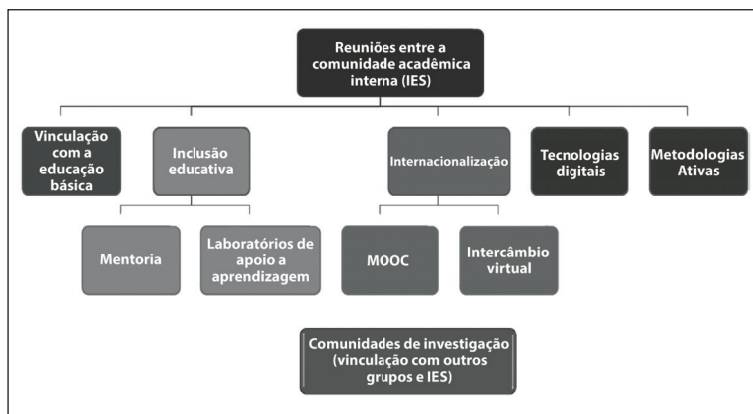 Reuniões entre a
comunidade acadêmica
interna (IES)
Vinculação
com a
educação
básica
Inclusão
educativa
Internacionalização
Tecnologias
digitais
Metodologias
Ativas
Mentoria
Laboratórios de
apoio a
aprendizagem
MOOC
Intercâmbio
virtual
Comunidades de investigação
(vinculação com outros
grupos e IES)